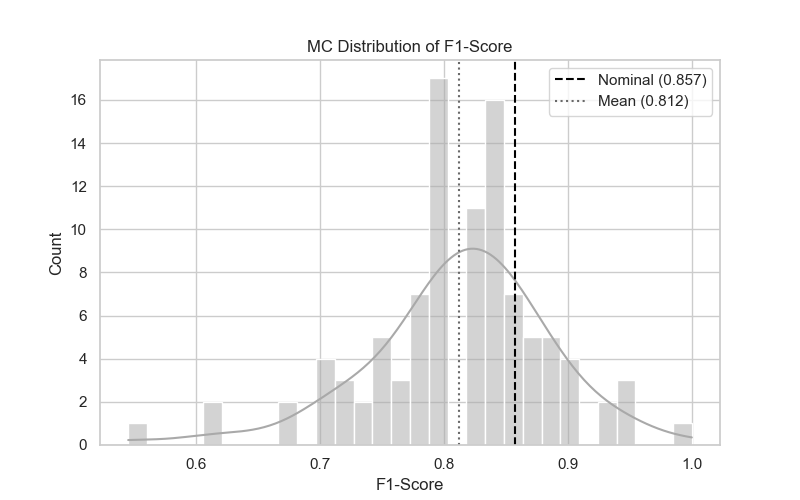 MC Distribution of F1-Score
Nominal (0.857)
Mean (0.812)
Count
16
14
12
10
8
6
4
2
0
0.6
0.7
0.8
0.9
1.0
F1-Score